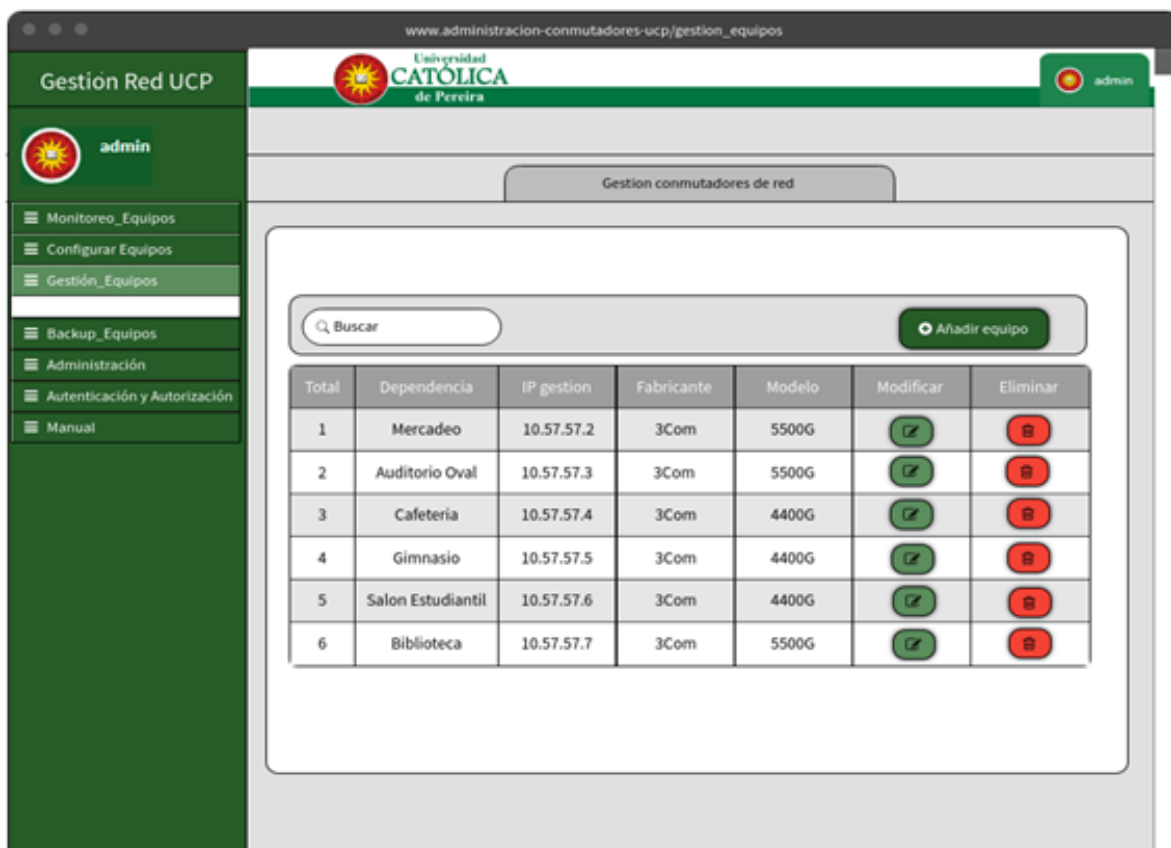 www.administracion-conmutadores-ucp/gestion_equipos
Gestión Red UCP
Universidad
CATÓLICA
de Pereira
admin
admin
Monitoreo_Equipos
Configurar Equipos
Gestión_Equipos
Backup_Equipos
Administración
Autenticación y Autorización
Manual
Gestion conmutadores de red
Buscar
Añadir equipo
Total Dependencia IP gestion Fabricante Modelo Modificar Eliminar
1 Mercadeo 10.57.57.2 3Com 5500G
2 Auditorio Oval 10.57.57.3 3Com 5500G
3 Cafeteria 10.57.57.4 3Com 4400G
4 Gimnasio 10.57.57.5 3Com 4400G
5 Salon Estudiantil 10.57.57.6 3Com 4400G
6 Biblioteca 10.57.57.7 3Com 5500G